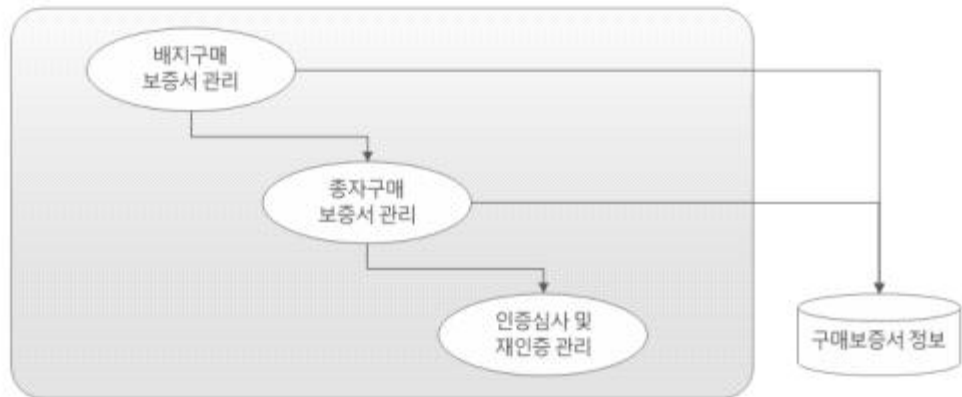 배지구매
보증서 관리
종자구매
보증서 관리
인증심사 및
재인증 관리
구매보증서 정보